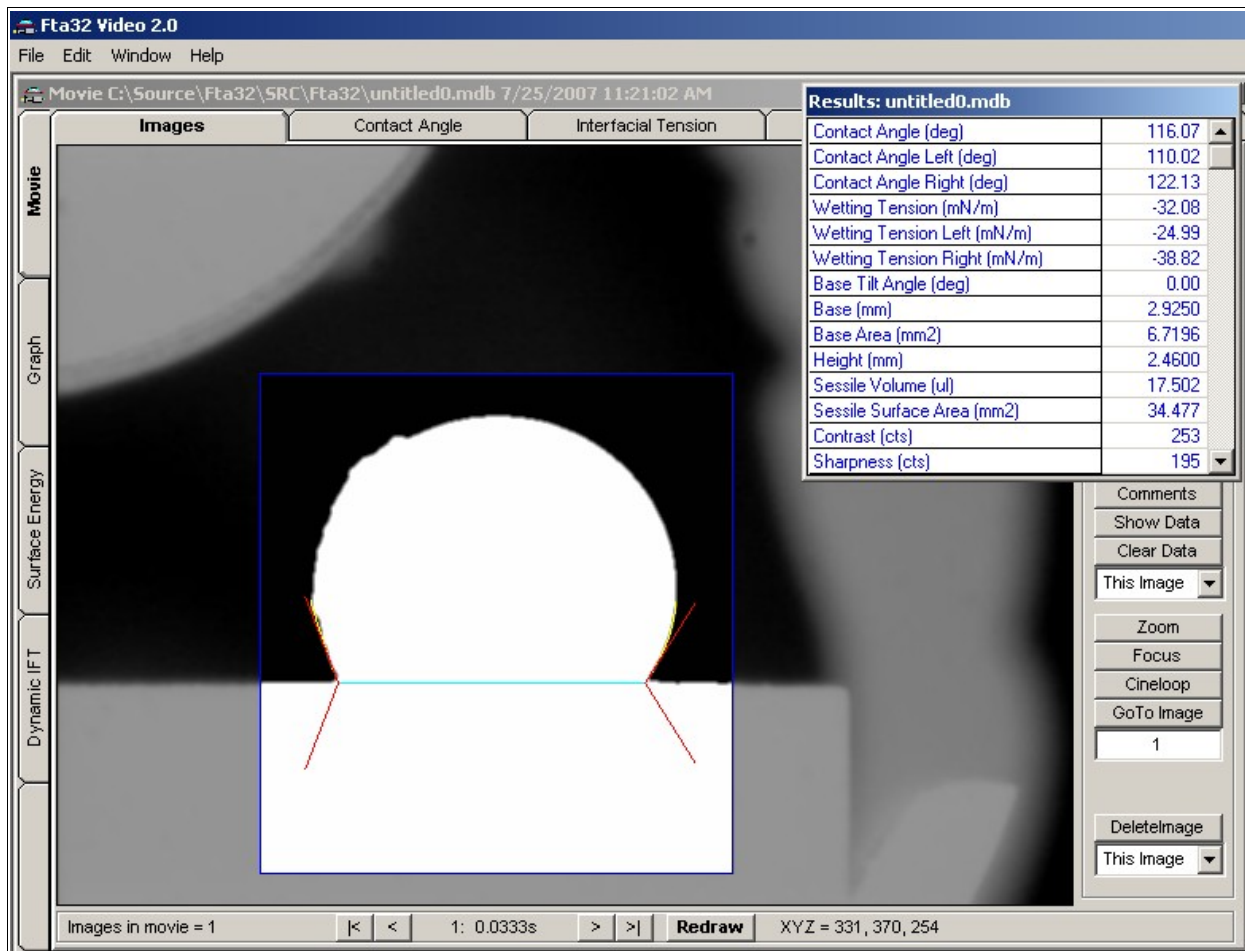 Fta32 Video 2.0
File Edit Window Help
Movie C:\Source\Fta32\SRC\Fta32\untitled0.mdb 7/25/2007 11:21:02 AM
Images Contact Angle Interfacial Tension
Results: untitled0.mdb
Contact Angle (deg) 116.07
Contact Angle Left (deg) 110.02
Contact Angle Right (deg) 122.13
Wetting Tension (mN/m) -32.08
Wetting Tension Left (mN/m) -24.99
Wetting Tension Right (mN/m) -38.82
Base Tilt Angle (deg) 0.00
Base (mm) 2.9250
Base Area (mm2) 6.7196
Height (mm) 2.4600
Sessile Volume (ul) 17.502
Sessile Surface Area (mm2) 34.477
Contrast (cts) 253
Sharpness (cts) 195
Movie
Graph
Surface Energy
Dynamic IFT
Comments
Show Data
Clear Data
This Image
Zoom
Focus
Cineloop
GoTo Image
1
DeleteImage
This Image
Images in movie = 1 |< < 1: 0.0333s > >| Redraw XYZ = 331, 370, 254